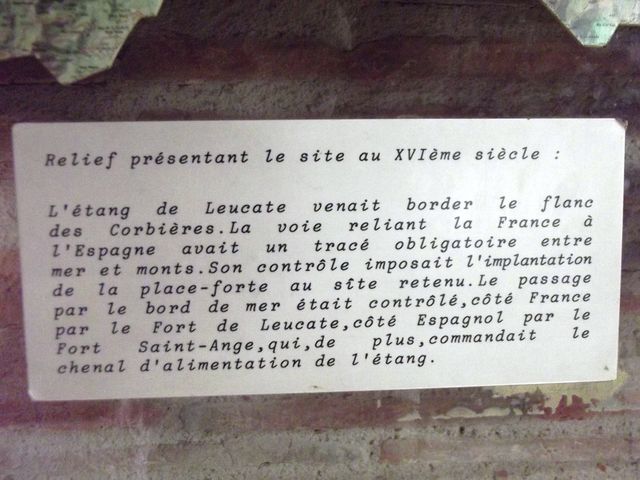 Relief présentant le site au XVIème siècle :
L'étang de Leucate venait border le flanc
des Corbières.La voie reliant la France à
l'Espagne avait un tracé obligatoire entre
mer et monts.Son contrôle imposait l'implantation
de la place-forte au sîte retenu.Le passage
par le bord de mer était contrôlé,côté France
par le Fort de Leucate,côté Espagnol par le
Fort Saint-Ange,qui,de plus,commandait le
chenal d'alimentation de l'étang.